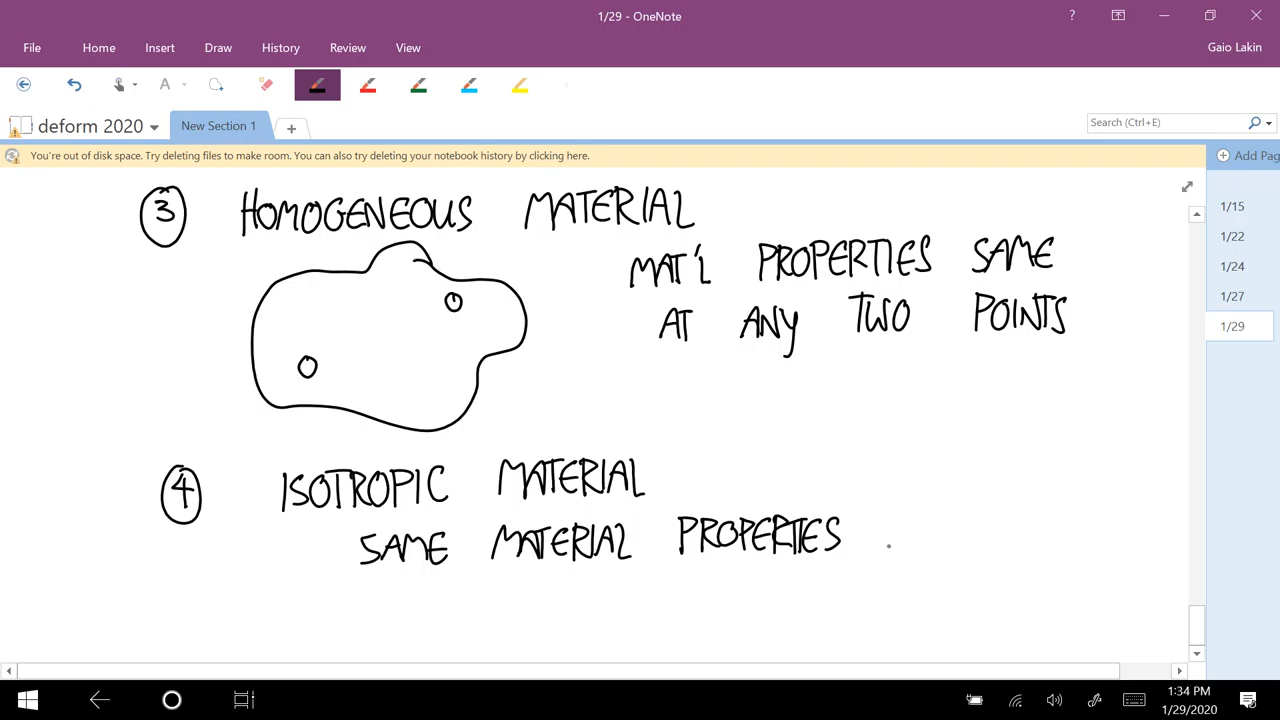 1/29 - OneNote
?
File Home Insert Draw History Review View Gaio Lakin
A
deform 2020 New Section 1 + Search (Ctrl+E)
You're out of disk space. Try deleting files to make room. You can also try deleting your notebook history by clicking here.
+ Add Pag
1/15
1/22
1/24
1/27
1/29
③ HOMOGENEOUS MATERIAL
MAT'L PROPERTIES SAME
AT ANY TWO POINTS
④ ISOTROPIC MATERIAL
SAME MATERIAL PROPERTIES
1:34 PM
1/29/2020